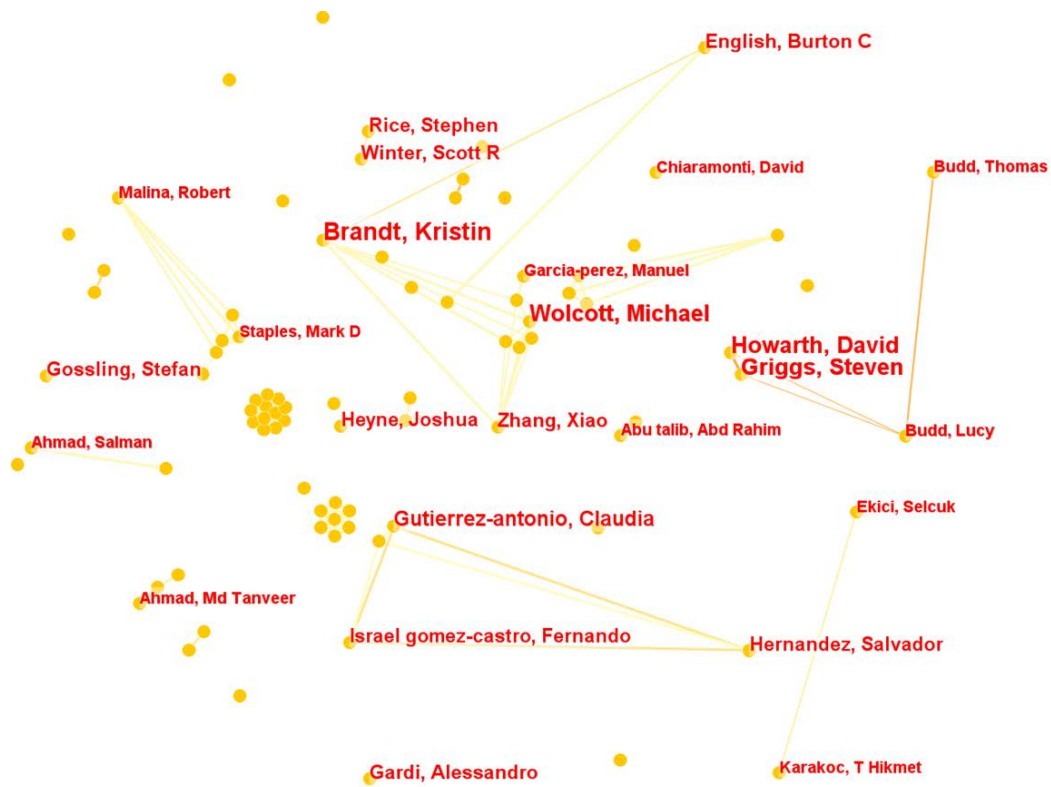 English, Burton C
Rice, Stephen
Winter, Scott R
Chiaramonti, David
Budd, Thomas
Malina, Robert
Brandt, Kristin
Garcia-perez, Manuel
Wolcott, Michael
Staples, Mark D
Howarth, David
Gossling, Stefan
Griggs, Steven
Heyne, Joshua
Zhang, Xiao
Abu talib, Abd Rahim
Budd, Lucy
Ahmad, Salman
Ekici, Selcuk
Gutierrez-antonio, Claudia
Ahmad, Md Tanveer
Israel gomez-castro, Fernando
Hernandez, Salvador
Karakoc, T Hikmet
Gardi, Alessandro